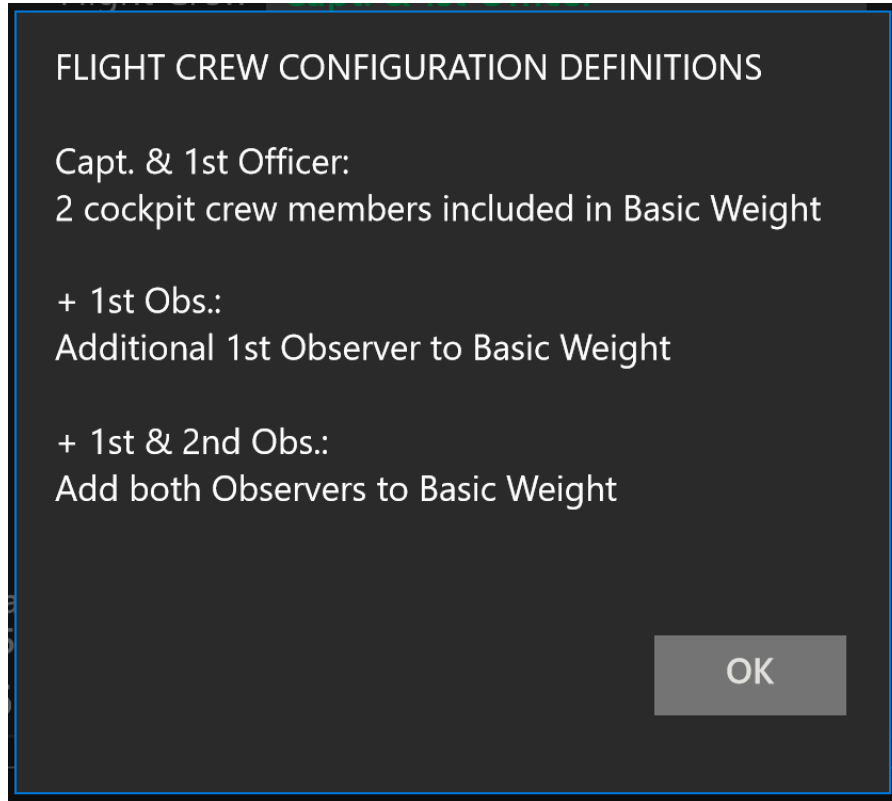 FLIGHT CREW CONFIGURATION DEFINITIONS
Capt. & 1st Officer:
2 cockpit crew members included in Basic Weight
+ 1st Obs.:
Additional 1st Observer to Basic Weight
+ 1st & 2nd Obs.:
Add both Observers to Basic Weight
OK